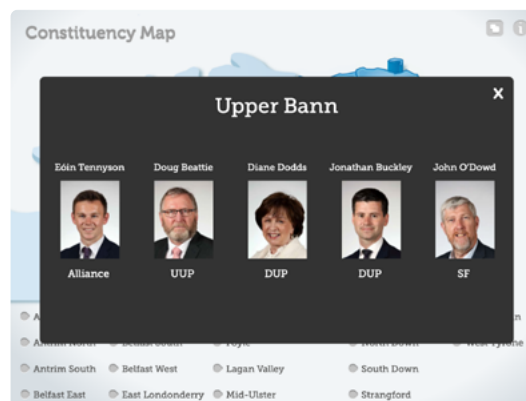 Constituency Map
X
Upper Bann
Eóin Tennyson Doug Beattie Diane Dodds Jonathan Buckley John O'Dowd
Alliance UUP DUP DUP SF
Antrim South Belfast West Lagan Valley South Down
Belfast East East Londonderry Mid-Ulster Strangford